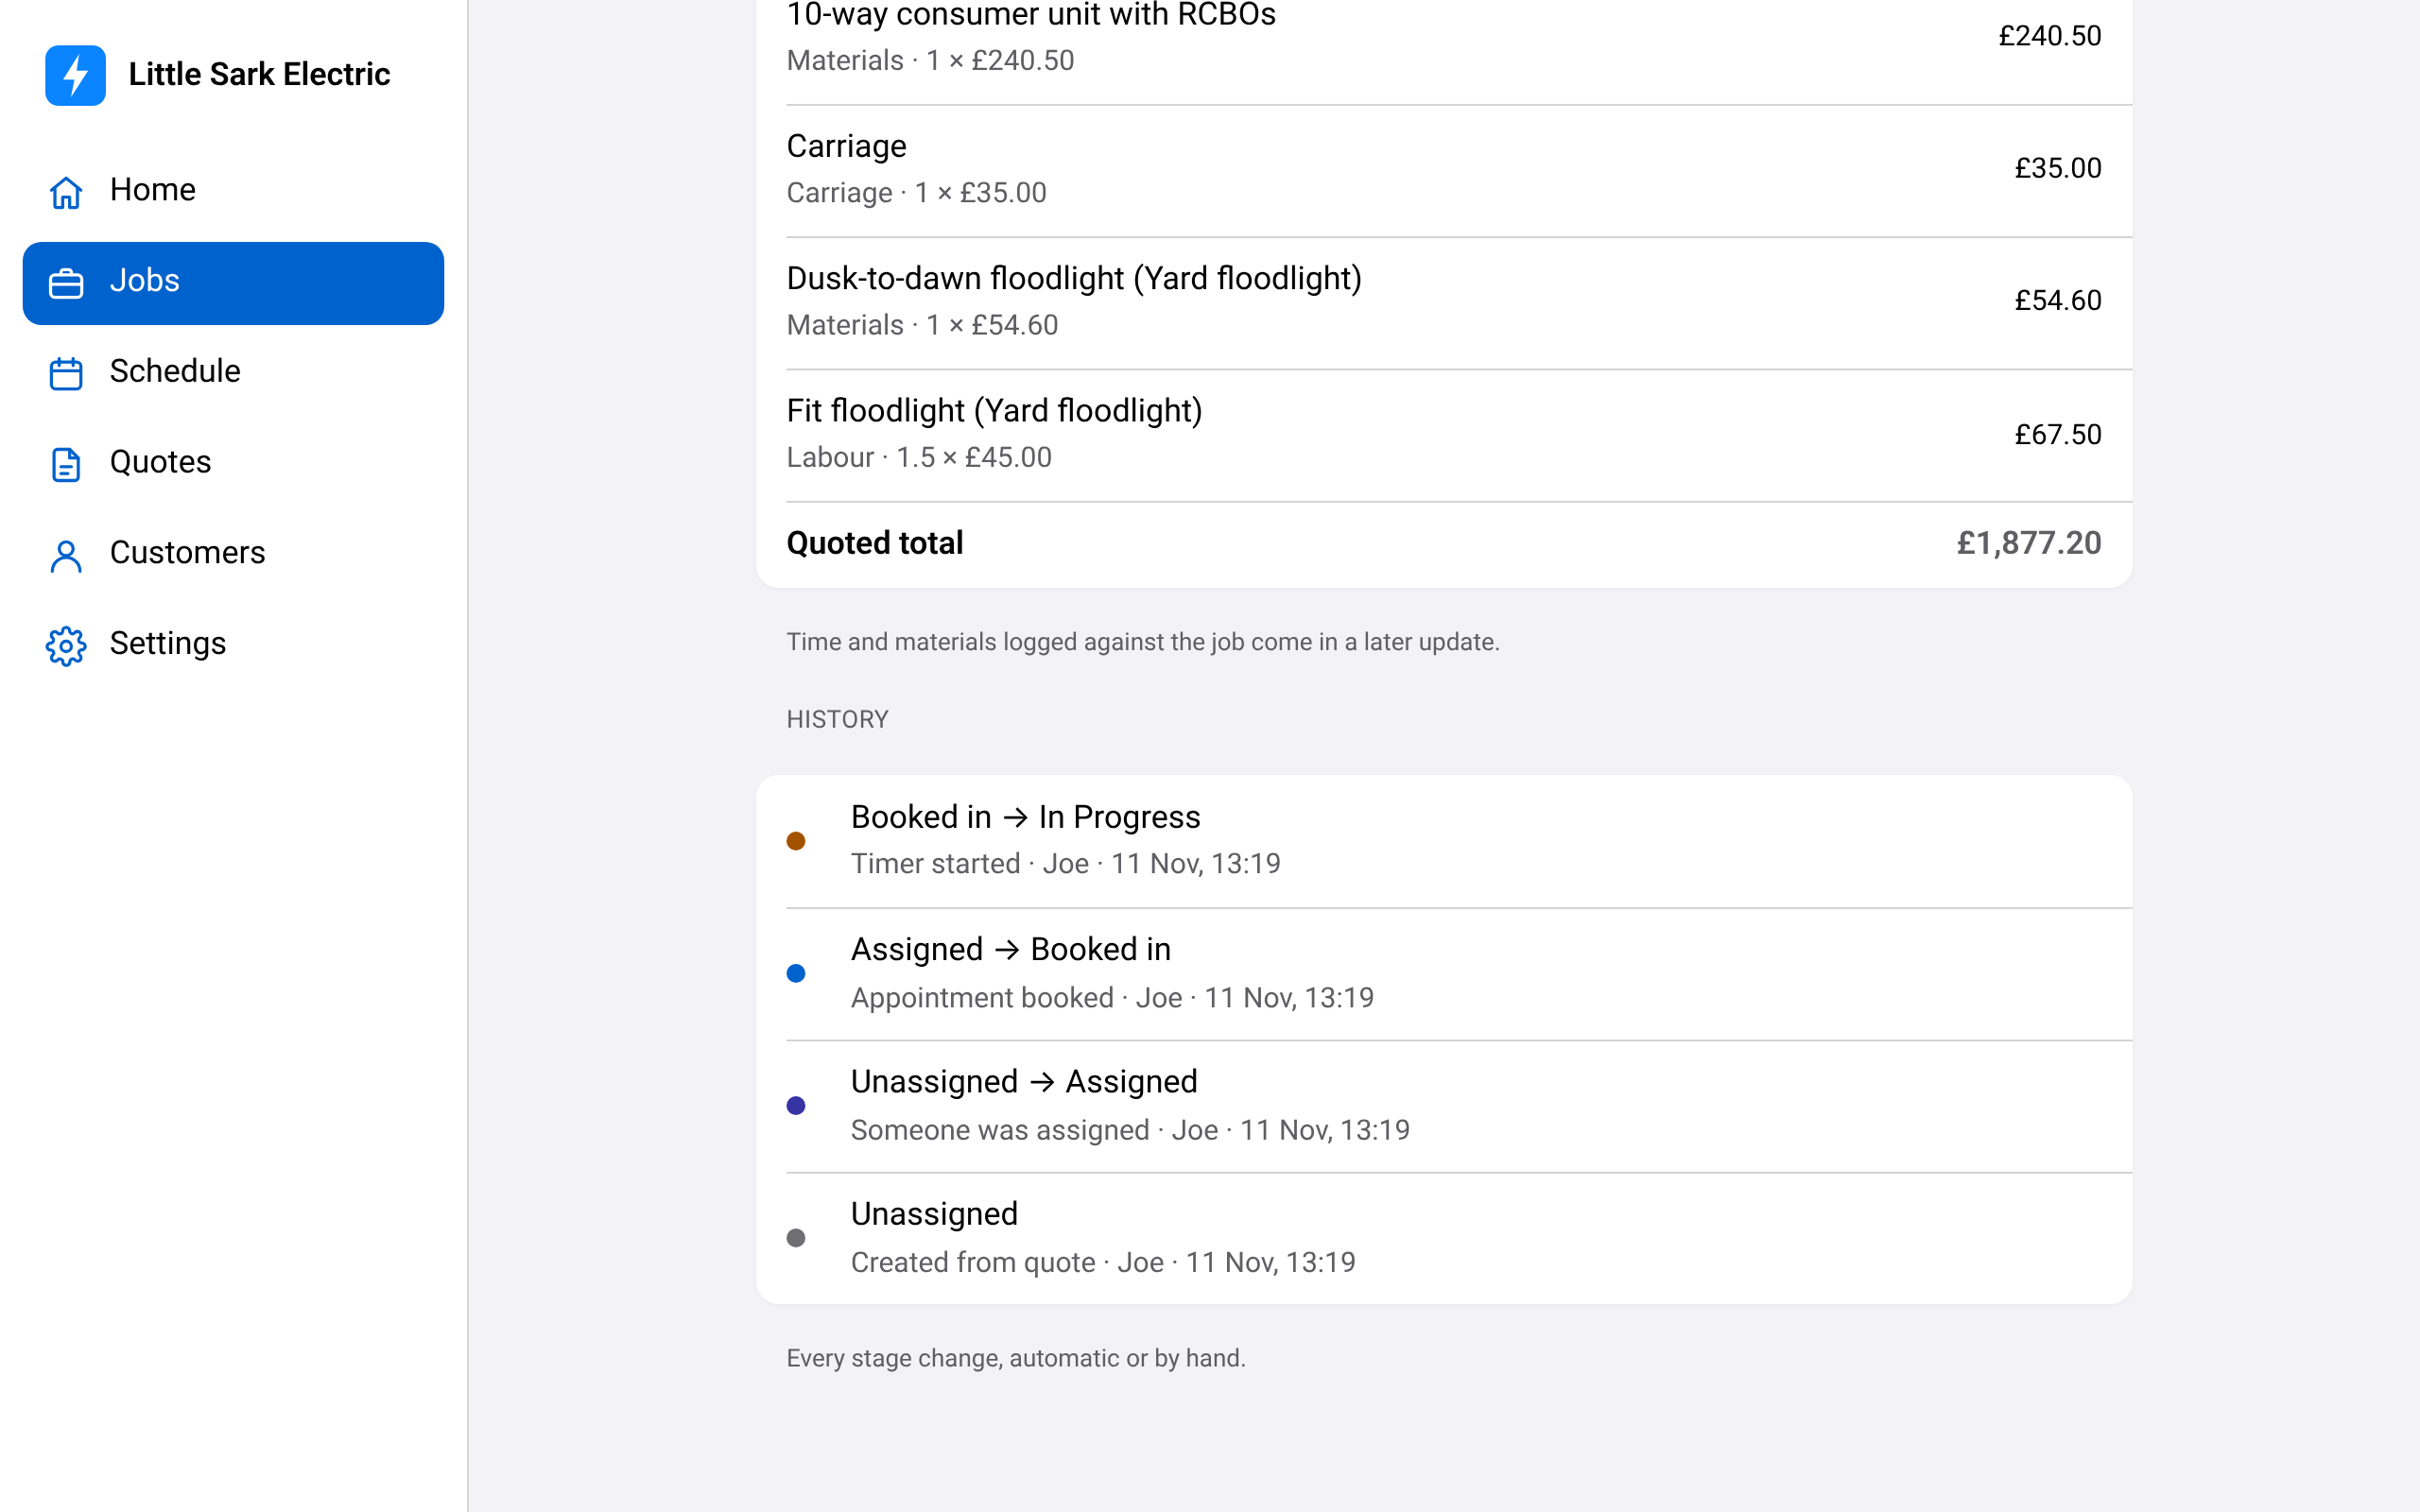 Little Sark Electric
Home
Jobs
Schedule
Quotes
Customers
Settings
10-way consumer unit with RCBOs
Materials · 1 × £240.50
£240.50
Carriage
Carriage · 1 × £35.00
£35.00
Dusk-to-dawn floodlight (Yard floodlight)
Materials · 1 × £54.60
£54.60
Fit floodlight (Yard floodlight)
Labour · 1.5 × £45.00
£67.50
Quoted total
£1,877.20
Time and materials logged against the job come in a later update.
HISTORY
Booked in → In Progress
Timer started · Joe · 11 Nov, 13:19
Assigned → Booked in
Appointment booked · Joe · 11 Nov, 13:19
Unassigned → Assigned
Someone was assigned · Joe · 11 Nov, 13:19
Unassigned
Created from quote · Joe · 11 Nov, 13:19
Every stage change, automatic or by hand.